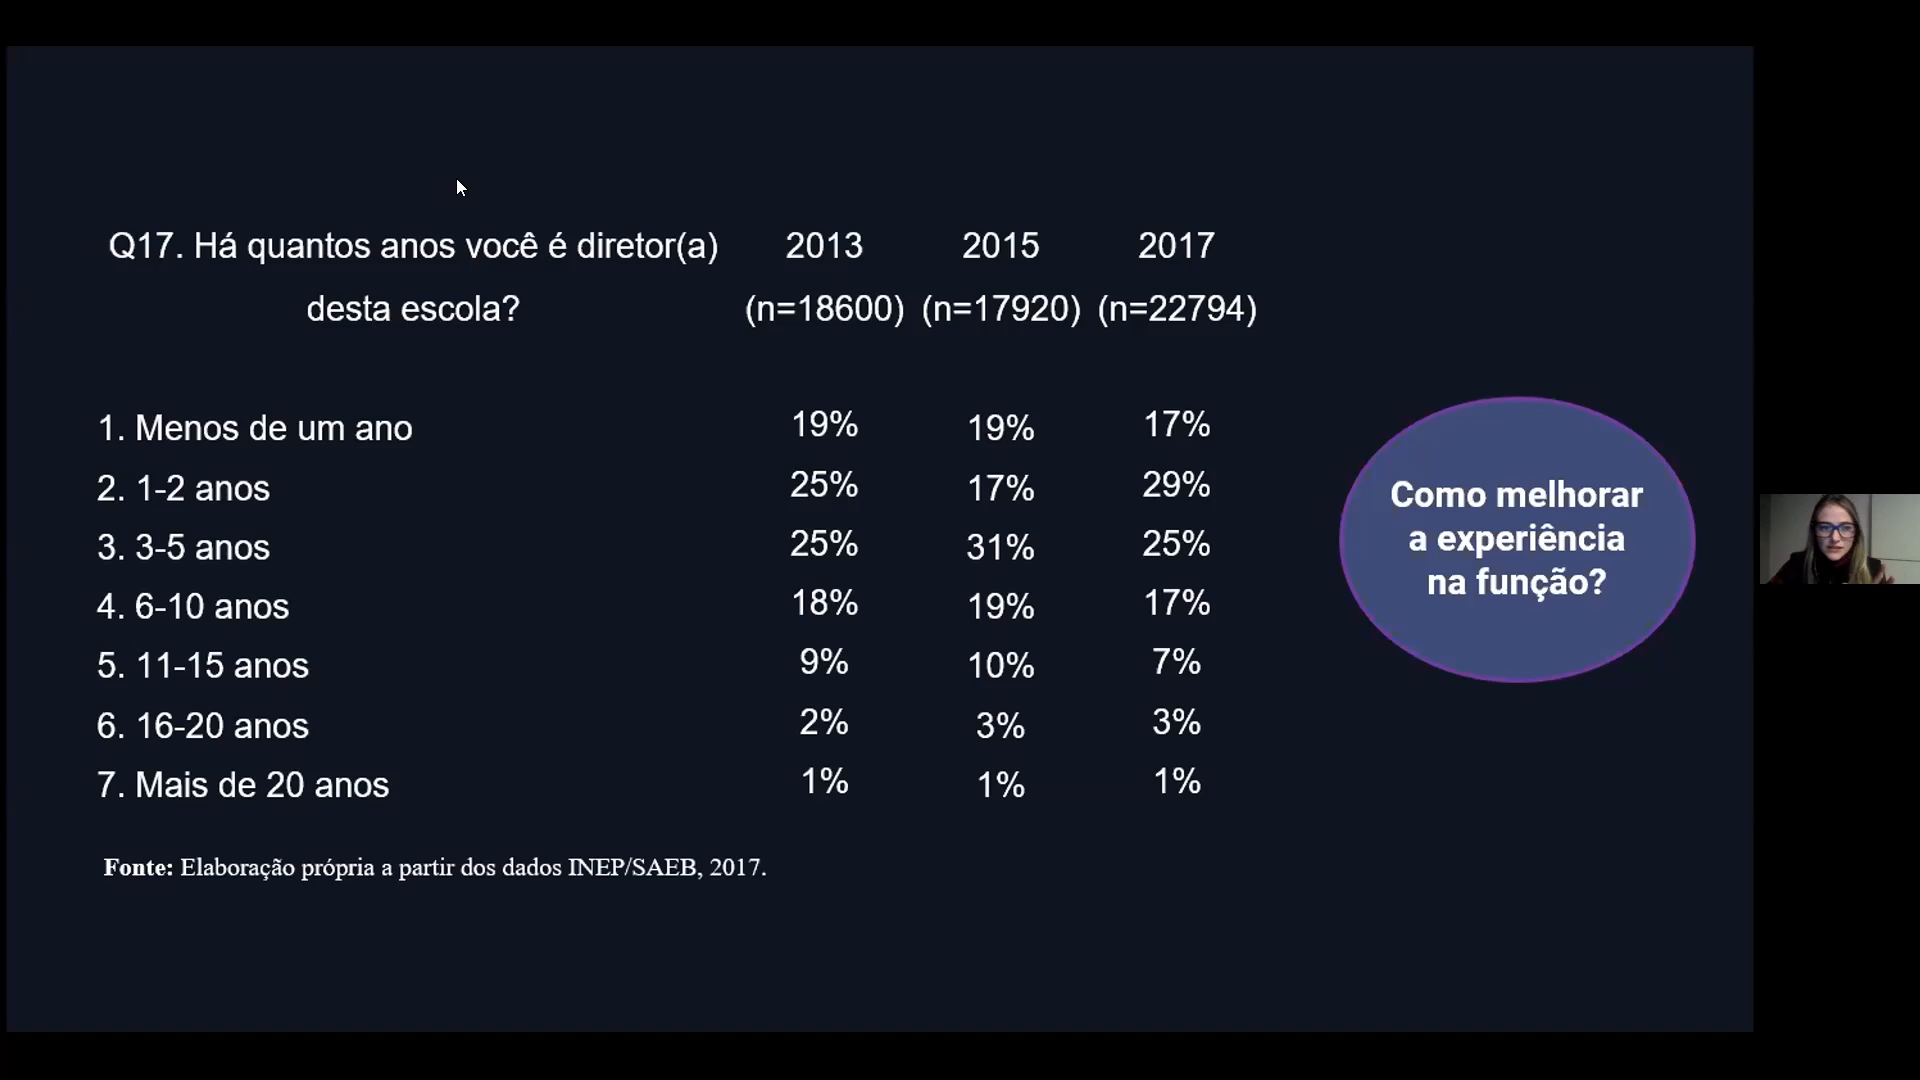 Q17. Há quantos anos você é diretor(a) 2013 2015 2017
desta escola? (n=18600) (n=17920) (n=22794)
1. Menos de um ano 19% 19% 17%
2. 1-2 anos 25% 17% 29%
3. 3-5 anos 25% 31% 25%
4. 6-10 anos 18% 19% 17%
5. 11-15 anos 9% 10% 7%
6. 16-20 anos 2% 3% 3%
7. Mais de 20 anos 1% 1% 1%
Como melhorar
a experiência
na função?
Fonte: Elaboração própria a partir dos dados INEP/SAEB, 2017.